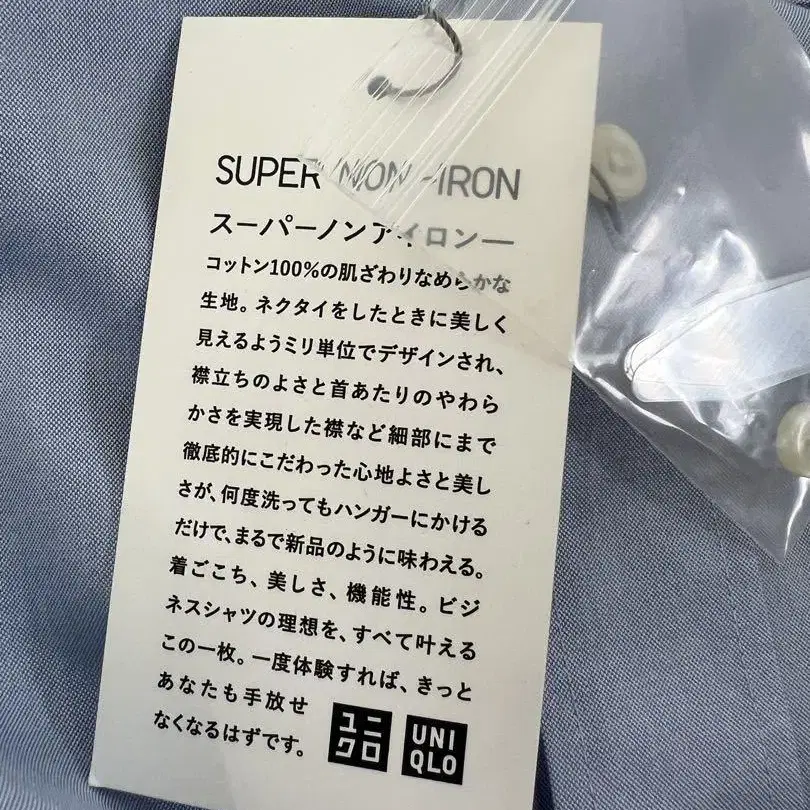 SUPER NON-IRON
スーパーノンアイロン
コットン100%の肌ざわりなめらかな
生地。ネクタイをしたときに美しく
見えるようミリ単位でデザインされ、
襟立ちのよさと首あたりのやわら
かさを実現した襟など細部にまで
徹底的にこだわった心地よさと美し
さが、何度洗ってもハンガーにかける
だけで、まるで新品のように味わえる。
着ごこち、美しさ、機能性。ビジ
ネスシャツの理想を、すべて叶える
この一枚。一度体験すれば、きっと
あなたも手放せ
なくなるはずです。
ユニ
クロ
UNI
QLO